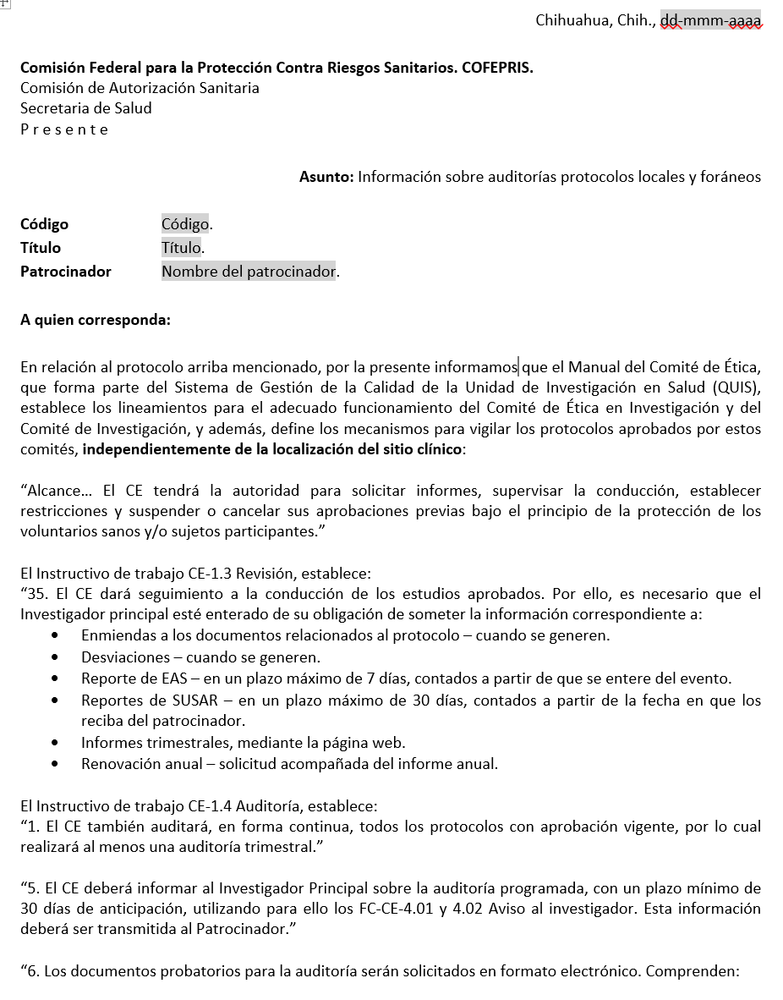 Chihuahua, Chih., dd-mmm-aaaa
Comisión Federal para la Protección Contra Riesgos Sanitarios. COFEPRIS.
Comisión de Autorización Sanitaria
Secretaria de Salud
P r e s e n t e
Asunto: Información sobre auditorías protocolos locales y foráneos
Código Código.
Título Título.
Patrocinador Nombre del patrocinador.
A quien corresponda:
En relación al protocolo arriba mencionado, por la presente informamos que el Manual del Comité de Ética,
que forma parte del Sistema de Gestión de la Calidad de la Unidad de Investigación en Salud (QUIS),
establece los lineamientos para el adecuado funcionamiento del Comité de Ética en Investigación y del
Comité de Investigación, y además, define los mecanismos para vigilar los protocolos aprobados por estos
comités, independientemente de la localización del sitio clínico:
“Alcance... El CE tendrá la autoridad para solicitar informes, supervisar la conducción, establecer
restricciones y suspender o cancelar sus aprobaciones previas bajo el principio de la protección de los
voluntarios sanos y/o sujetos participantes.”
El Instructivo de trabajo CE-1.3 Revisión, establece:
“35. El CE dará seguimiento a la conducción de los estudios aprobados. Por ello, es necesario que el
Investigador principal esté enterado de su obligación de someter la información correspondiente a:
• Enmiendas a los documentos relacionados al protocolo – cuando se generen.
• Desviaciones – cuando se generen.
• Reporte de EAS – en un plazo máximo de 7 días, contados a partir de que se entere del evento.
• Reportes de SUSAR – en un plazo máximo de 30 días, contados a partir de la fecha en que los
reciba del patrocinador.
• Informes trimestrales, mediante la página web.
• Renovación anual – solicitud acompañada del informe anual.
El Instructivo de trabajo CE-1.4 Auditoría, establece:
“1. El CE también auditará, en forma continua, todos los protocolos con aprobación vigente, por lo cual
realizará al menos una auditoría trimestral.”
“5. El CE deberá informar al Investigador Principal sobre la auditoría programada, con un plazo mínimo de
30 días de anticipación, utilizando para ello los FC-CE-4.01 y 4.02 Aviso al investigador. Esta información
deberá ser transmitida al Patrocinador.”
“6. Los documentos probatorios para la auditoría serán solicitados en formato electrónico. Comprenden: